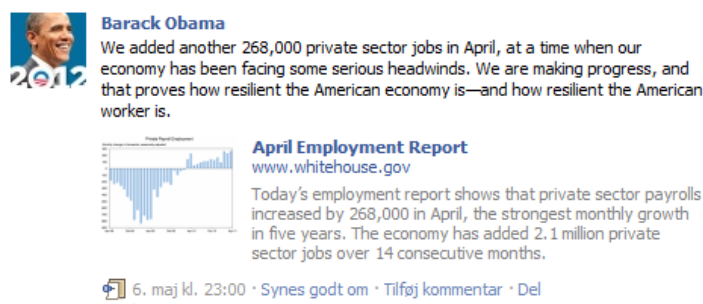 Barack Obama
We added another 268,000 private sector jobs in April, at a time when our
economy has been facing some serious headwinds. We are making progress, and
that proves how resilient the American economy is—and how resilient the American
worker is.
2012
Private Payroll Employment
April Employment Report
www.whitehouse.gov
Today's employment report shows that private sector payrolls
increased by 268,000 in April, the strongest monthly growth
in five years. The economy has added 2.1 million private
sector jobs over 14 consecutive months.
6. maj kl. 23:00 · Synes godt om · Tilføj kommentar · Del